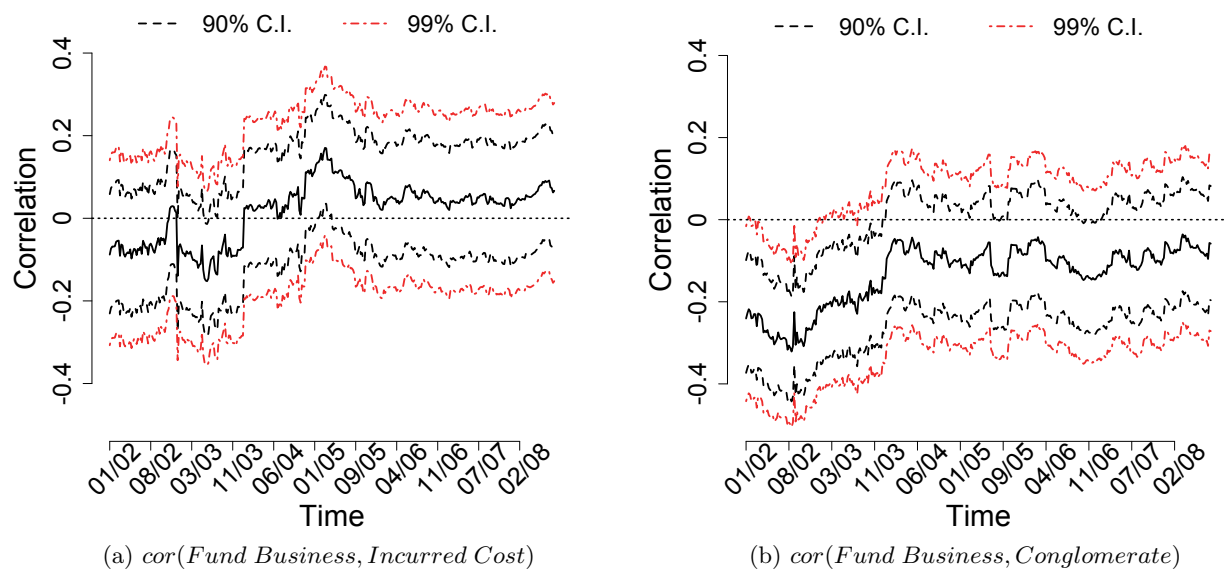 90% C.I. 99% C.I.
0.4
0.2
0
-0.2
-0.4
Correlation
01/02 08/02 03/03 11/03 06/04 01/05 09/05 04/06 11/06 07/07 02/08
Time
(a) cor(Fund Business, Incurred Cost)
90% C.I. 99% C.I.
0.4
0.2
0
-0.2
-0.4
Correlation
01/02 08/02 03/03 11/03 06/04 01/05 09/05 04/06 11/06 07/07 02/08
Time
(b) cor(Fund Business, Conglomerate)